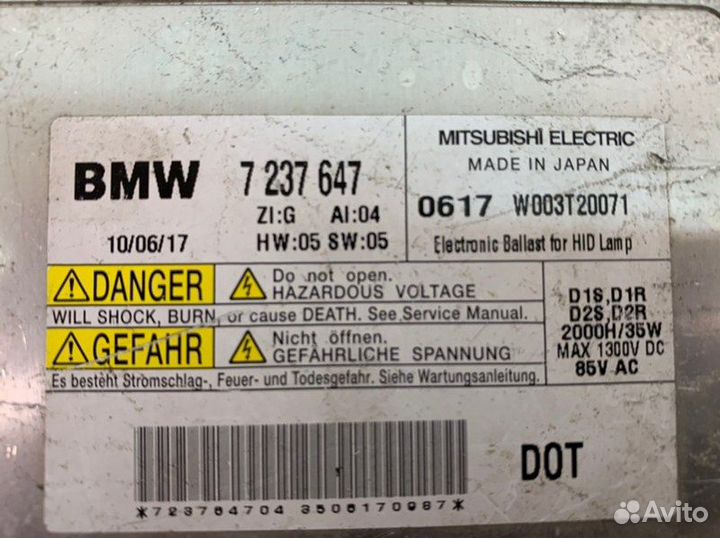 BMW 7 237 647
ZI:G AI:04
10/06/17 HW:05 SW:05
MITSUBISHI ELECTRIC
MADE IN JAPAN
0617 W003T20071
Electronic Ballast for HID Lamp
DANGER Do not open.
HAZARDOUS VOLTAGE
WILL SHOCK, BURN, or cause DEATH. See Service Manual.
GEFAHR Nicht öffnen.
GEFÄHRLICHE SPANNUNG
Es besteht Stromschlag-, Feuer- und Todesgefahr. Siehe Wartungsanleitung.
D1S,D1R
D2S,D2R
2000H/35W
MAX 1300V DC
85V AC
*723764704 3506170987*
DOT
Avito